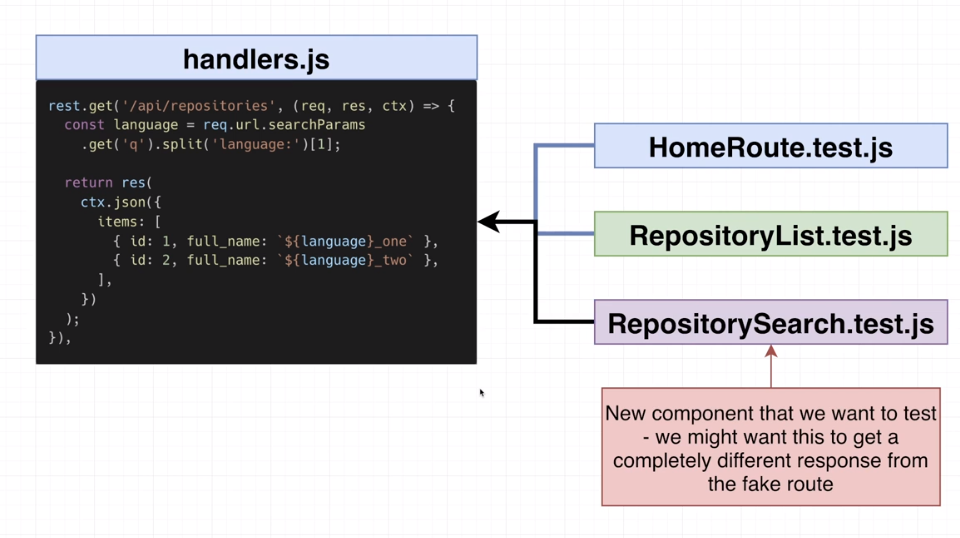 handlers.js
rest.get('/api/repositories', (req, res, ctx) => {
  const language = req.url.searchParams
    .get('q').split('language:')[1];

  return res(
    ctx.json({
      items: [
        { id: 1, full_name: `${language}_one` },
        { id: 2, full_name: `${language}_two` },
      ],
    })
  );
}),
HomeRoute.test.js
RepositoryList.test.js
RepositorySearch.test.js
New component that we want to test
- we might want this to get a
completely different response from
the fake route